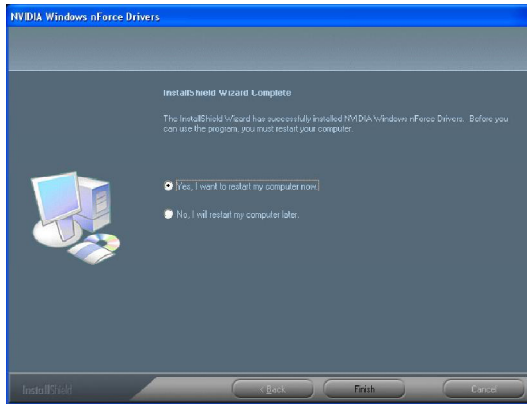 NVIDIA Windows nForce Drivers
InstallShield Wizard Complete
The InstallShield Wizard has successfully installed NVIDIA Windows nForce Drivers. Before you
can use the program, you must restart your computer.
Yes, I want to restart my computer now.
No, I will restart my computer later.
InstallShield
< Back
Finish
Cancel